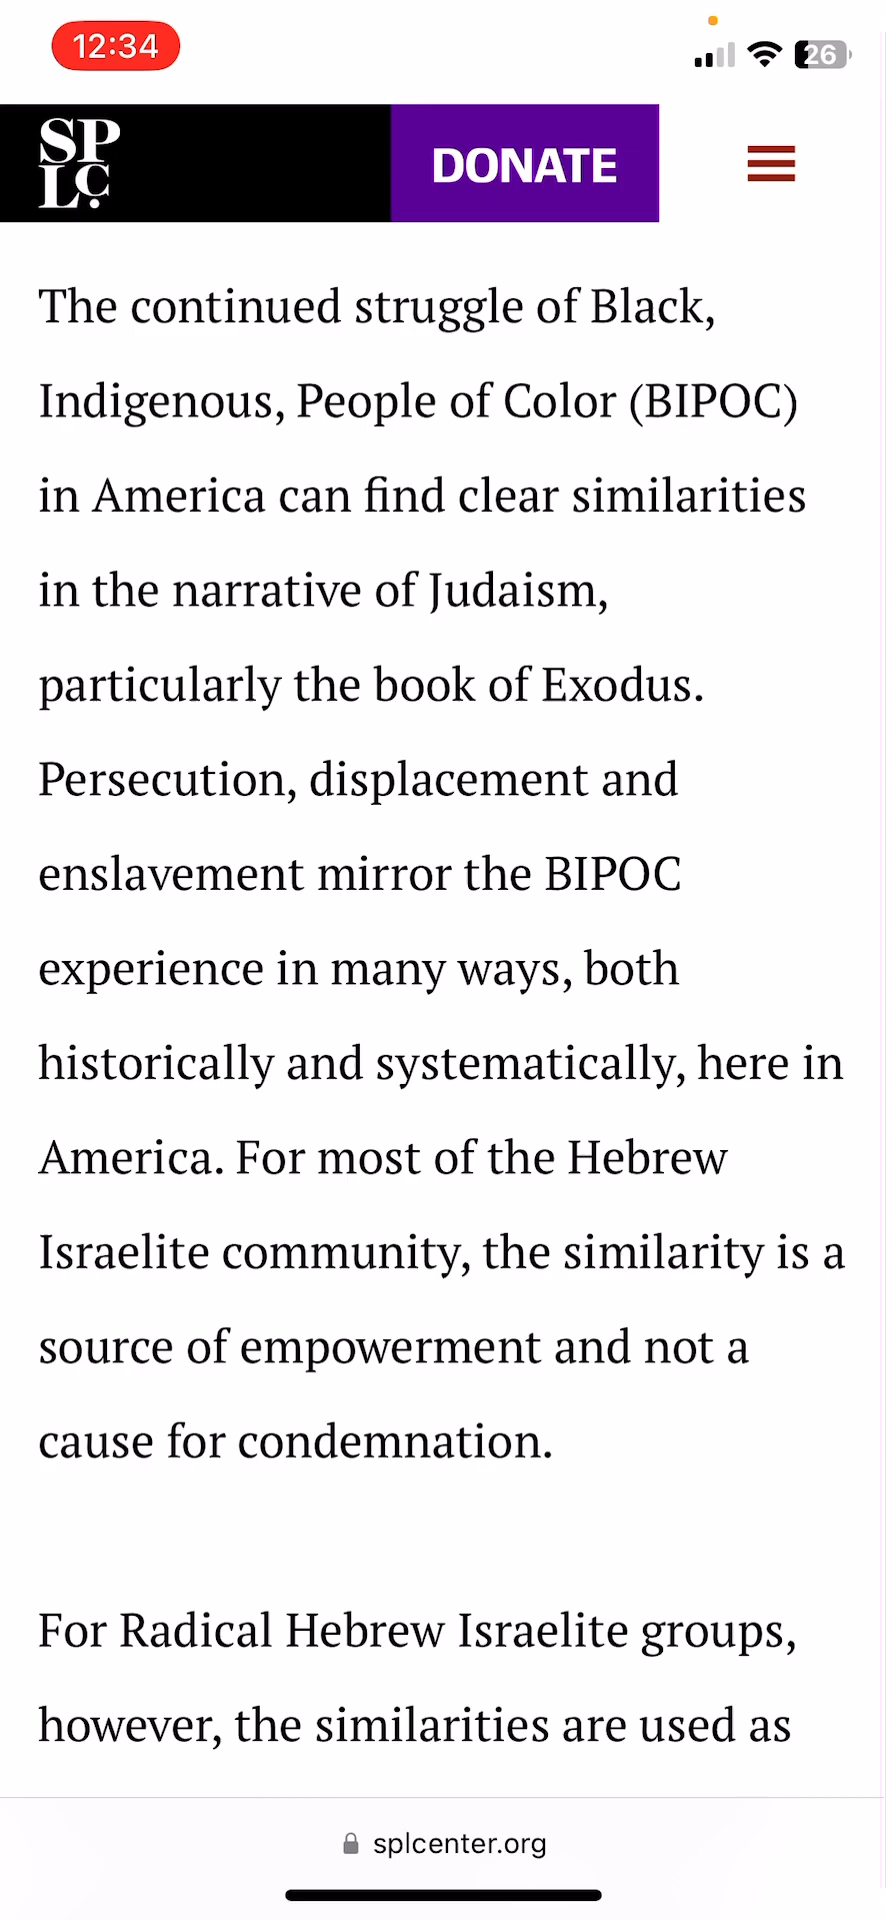 12:34
26
SP
LC
DONATE
The continued struggle of Black,
Indigenous, People of Color (BIPOC)
in America can find clear similarities
in the narrative of Judaism,
particularly the book of Exodus.
Persecution, displacement and
enslavement mirror the BIPOC
experience in many ways, both
historically and systematically, here in
America. For most of the Hebrew
Israelite community, the similarity is a
source of empowerment and not a
cause for condemnation.
For Radical Hebrew Israelite groups,
however, the similarities are used as
splcenter.org